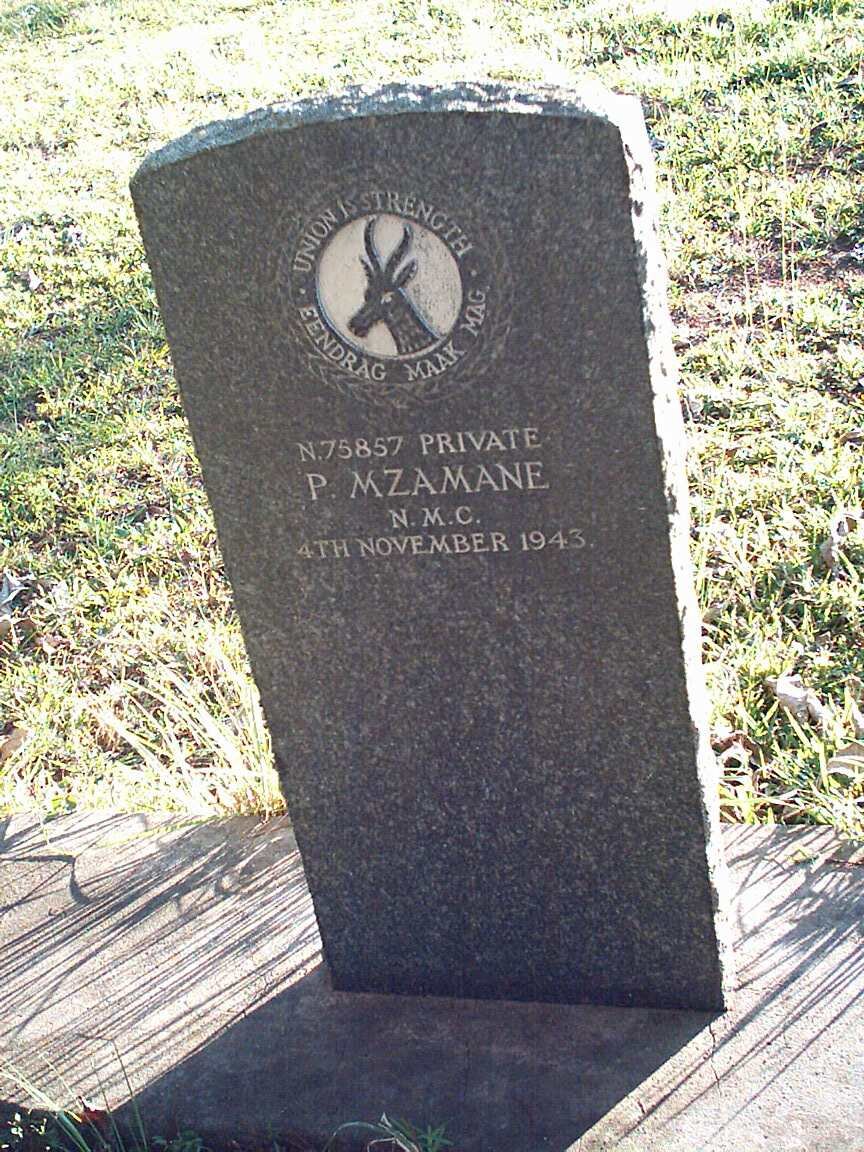 · UNION IS STRENGTH ·
EENDRAG MAAK MAG
N.75857 PRIVATE
P. MZAMANE
N.M.C.
4TH NOVEMBER 1943.